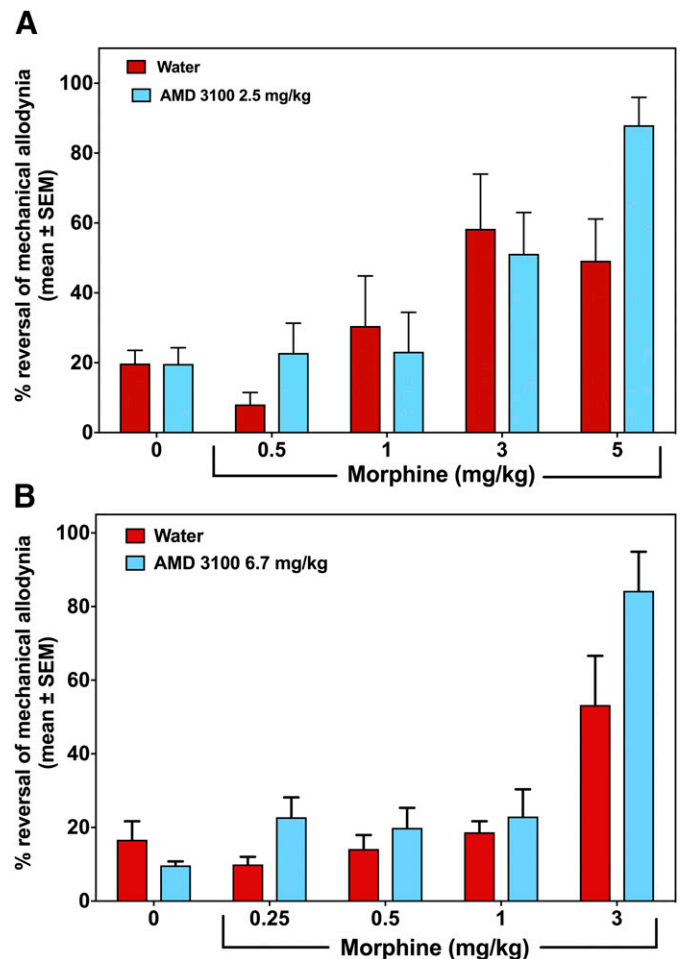 A
% reversal of mechanical allodynia
(mean ± SEM)
100
80
60
40
20
0
Water
AMD 3100 2.5 mg/kg
0
0.5
1
3
5
Morphine (mg/kg)
B
% reversal of mechanical allodynia
(mean ± SEM)
100
80
60
40
20
0
Water
AMD 3100 6.7 mg/kg
0
0.25
0.5
1
3
Morphine (mg/kg)